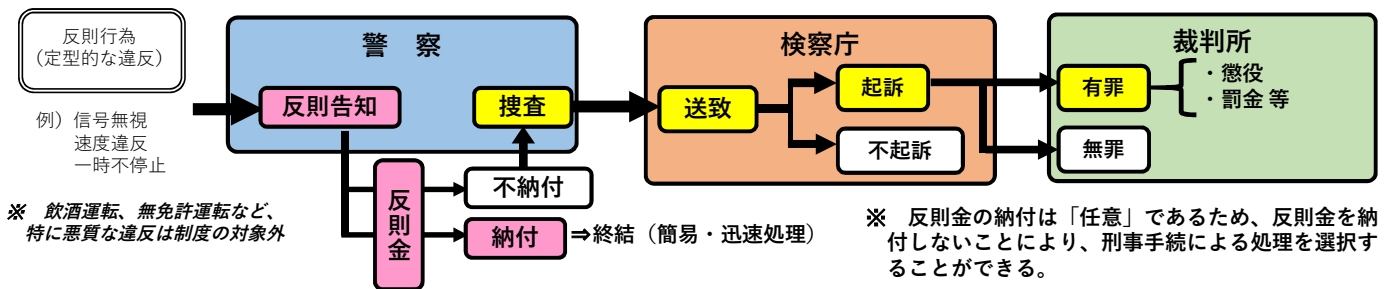 反則行為
(定型的な違反)
例）信号無視
速度違反
一時不停止
※ 飲酒運転、無免許運転など、
特に悪質な違反は制度の対象外
警 察
反則告知
捜査
反則金
不納付
納付
⇒終結（簡易・迅速処理）
検察庁
送致
起訴
不起訴
裁判所
有罪
・懲役
・罰金 等
無罪
※ 反則金の納付は「任意」であるため、反則金を納
付しないことにより、刑事手続による処理を選択す
ることができる。